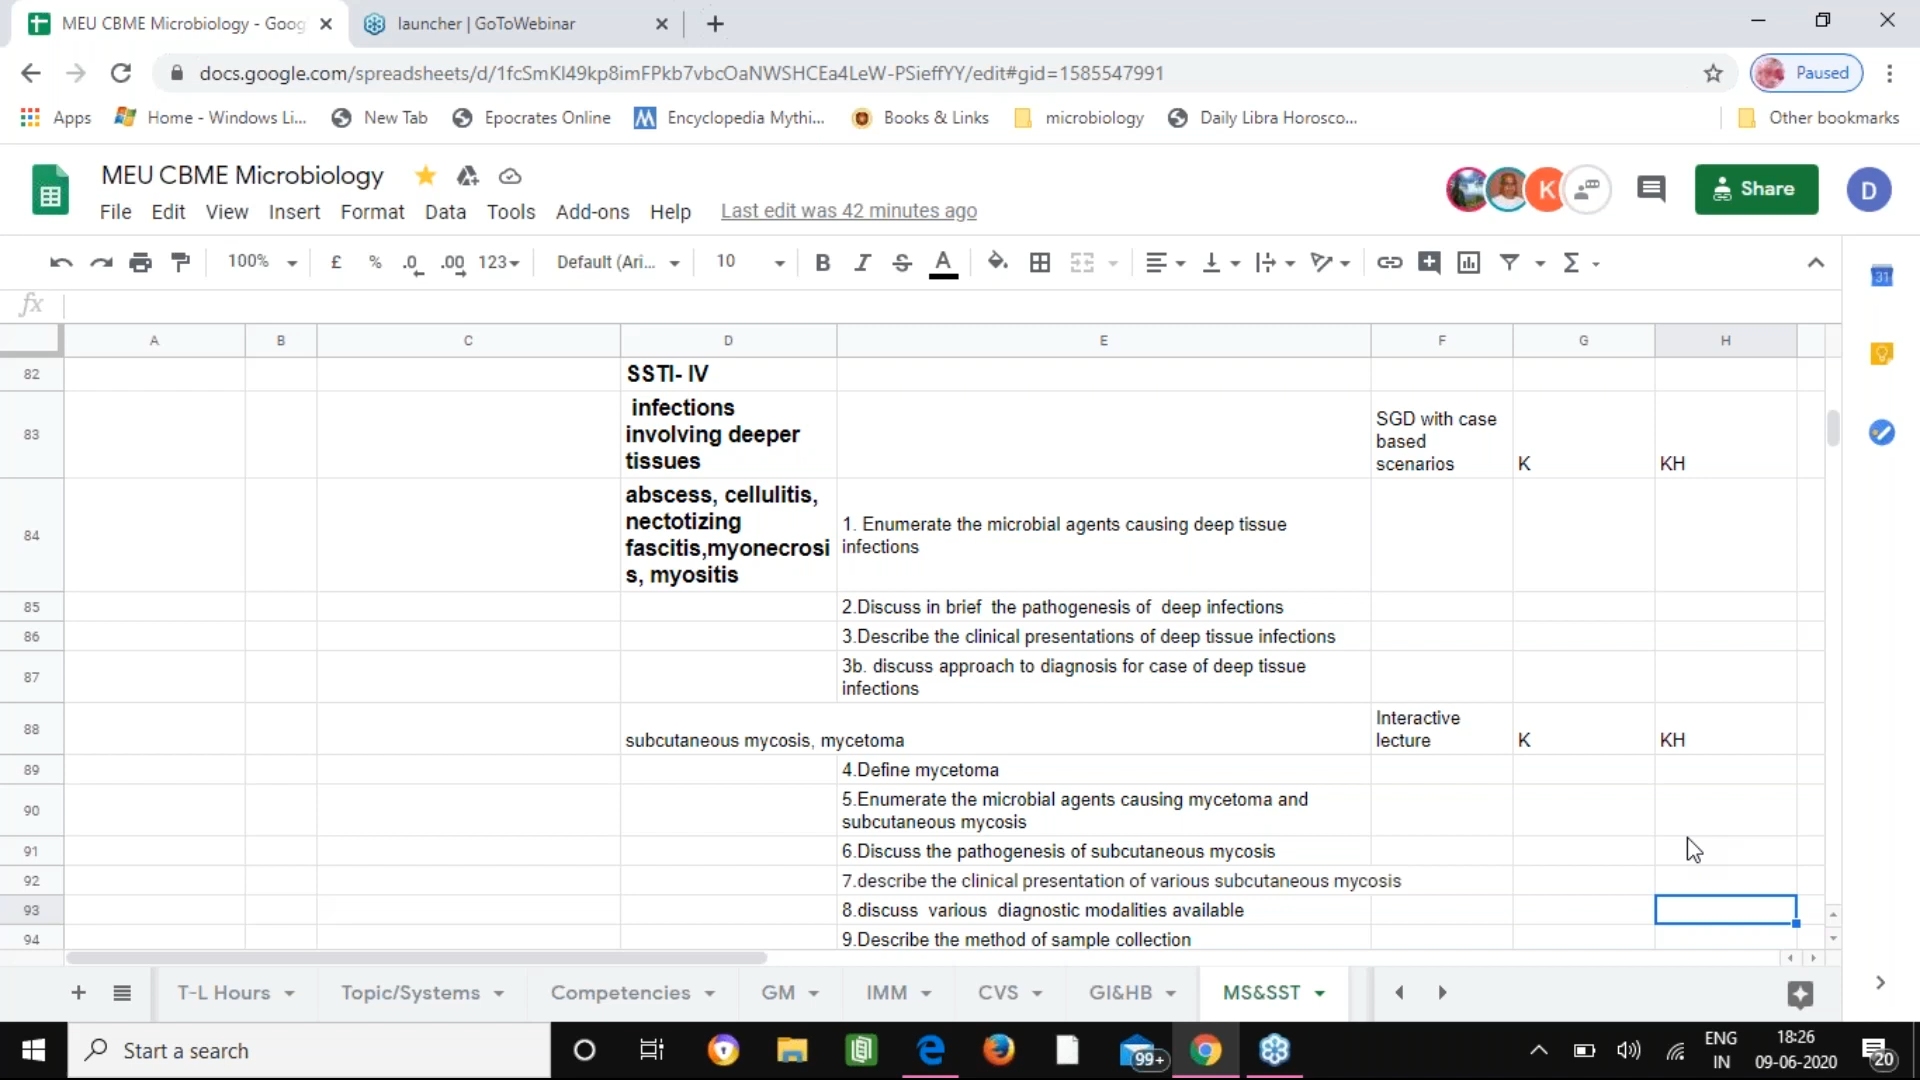 MEU CBME Microbiology - Goog
launcher | GoToWebinar
docs.google.com/spreadsheets/d/1fcSmKl49kp8imFPkb7vbcOaNWSHCEa4LeW-PSieffYY/edit#gid=1585547991
Paused
Apps
Home - Windows Li...
New Tab
Epocrates Online
Encyclopedia Mythi...
Books & Links
microbiology
Daily Libra Horosco...
Other bookmarks
MEU CBME Microbiology
K
Share
D
File Edit View Insert Format Data Tools Add-ons Help Last edit was 42 minutes ago
100% £ % .0 .00 123 Default (Ari... 10 B I S A Σ
31
fx
A B C D E F G H
82 SSTI- IV
83 infections
involving deeper
tissues
SGD with case
based
scenarios
K
KH
84 abscess, cellulitis,
nectotizing
fascitis,myonecrosi
s, myositis
1. Enumerate the microbial agents causing deep tissue
infections
85 2.Discuss in brief the pathogenesis of deep infections
86 3.Describe the clinical presentations of deep tissue infections
87 3b. discuss approach to diagnosis for case of deep tissue
infections
88 subcutaneous mycosis, mycetoma
Interactive
lecture
K
KH
89 4.Define mycetoma
90 5.Enumerate the microbial agents causing mycetoma and
subcutaneous mycosis
91 6.Discuss the pathogenesis of subcutaneous mycosis
92 7.describe the clinical presentation of various subcutaneous mycosis
93 8.discuss various diagnostic modalities available
94 9.Describe the method of sample collection
T-L Hours
Topic/Systems
Competencies
GM
IMM
CVS
GI&HB
MS&SST
Start a search
99+
ENG
IN
18:26
09-06-2020
20